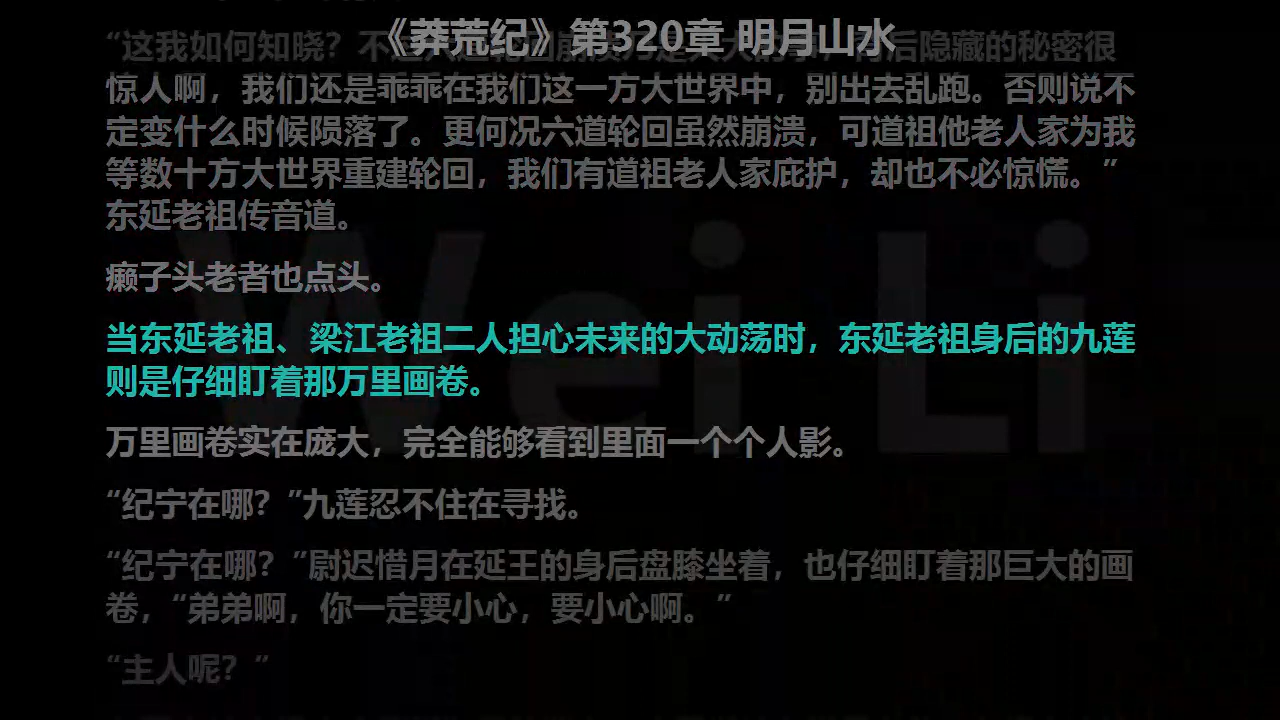 《莽荒纪》第320章 明月山水
“这我如何知晓？不
后隐藏的秘密很
惊人啊，我们还是乖乖在我们这一方大世界中，别出去乱跑。否则说不
定变什么时候陨落了。更何况六道轮回虽然崩溃，可道祖他老人家为我
等数十方大世界重建轮回，我们有道祖老人家庇护，却也不必惊慌。”
东延老祖传音道。
癞子头老者也点头。
当东延老祖、梁江老祖二人担心未来的大动荡时，东延老祖身后的九莲
则是仔细盯着那万里画卷。
万里画卷实在庞大，完全能够看到里面一个个人影。
“纪宁在哪？”九莲忍不住在寻找。
“纪宁在哪？”尉迟惜月在延王的身后盘膝坐着，也仔细盯着那巨大的画
卷，“弟弟啊，你一定要小心，要小心啊。”
“主人呢？”
Wei Li